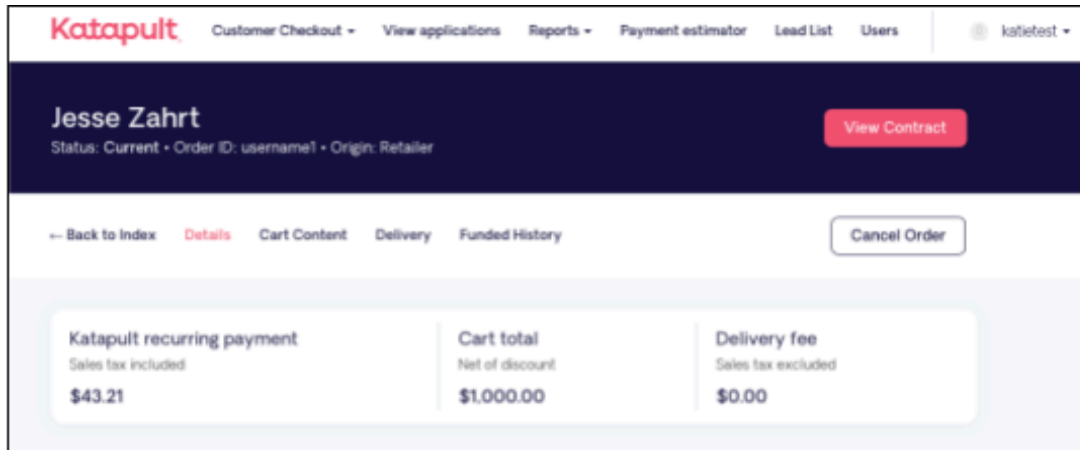 Katapult Customer Checkout View applications Reports Payment estimator Lead List Users katietest
Jesse Zahrt
View Contract
Status: Current • Order ID: username1 • Origin: Retailer
← Back to Index Details Cart Content Delivery Funded History Cancel Order
Katapult recurring payment Cart total Delivery fee
Sales tax included Net of discount Sales tax excluded
$43.21 $1,000.00 $0.00